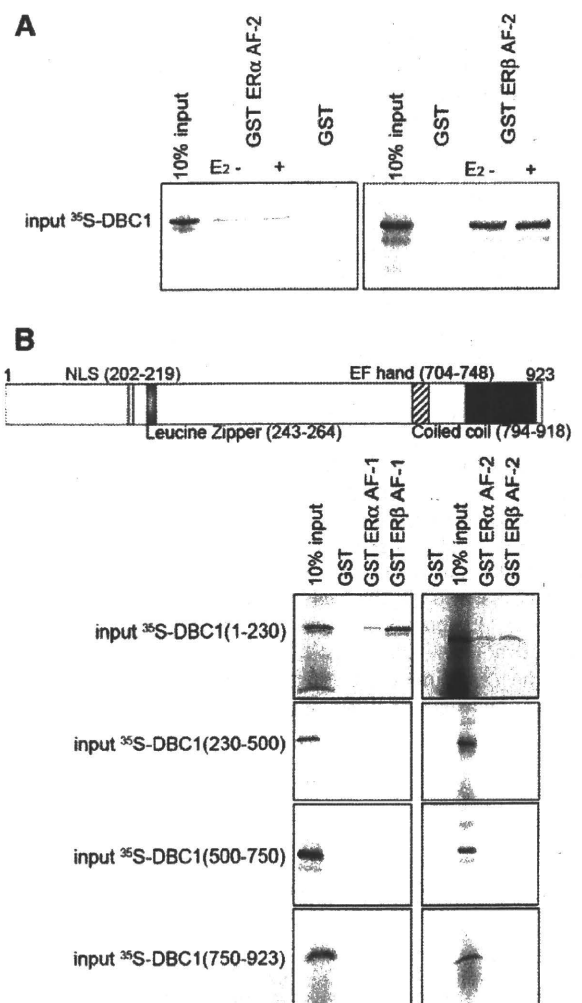 A
10% input
GST ERα AF-2
GST
10% input
GST
GST ERβ AF-2
E2 - +
E2 - +
input 35S-DBC1
B
1 NLS (202-219) EF hand (704-748) 923
Leucine Zipper (243-264) Coiled coil (794-918)
10% input
GST
GST ERα AF-1
GST ERβ AF-1
GST
10% input
GST ERα AF-2
GST ERβ AF-2
input 35S-DBC1(1-230)
input 35S-DBC1(230-500)
input 35S-DBC1(500-750)
input 35S-DBC1(750-923)